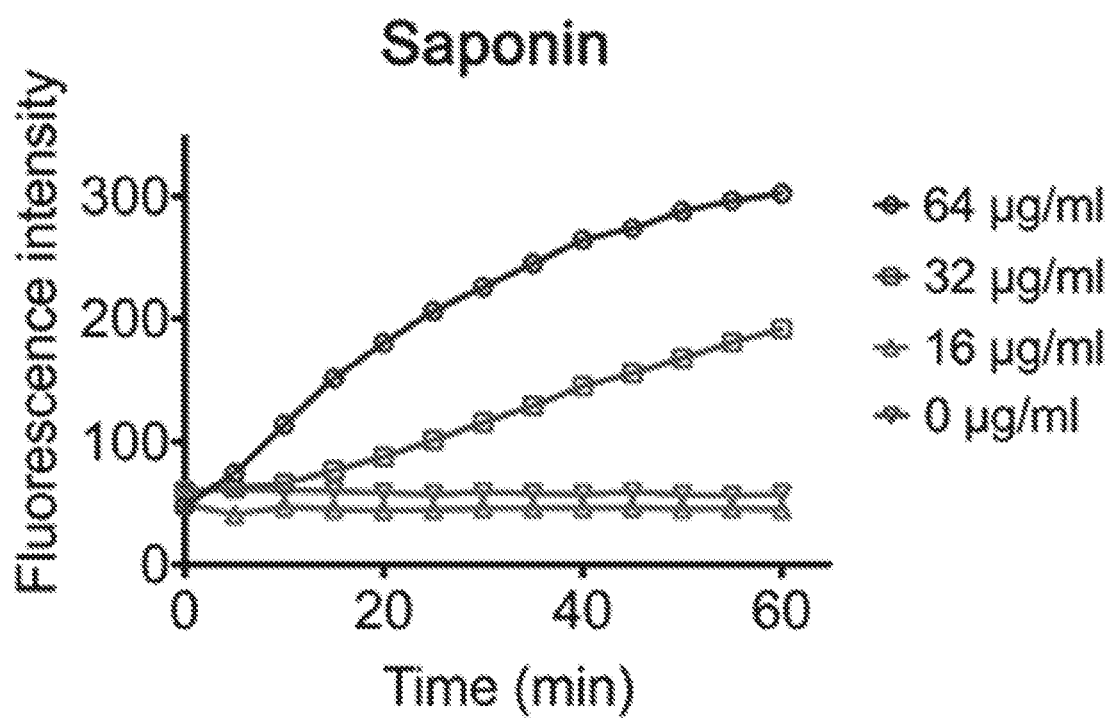 Saponin
Fluorescence intensity
300
200
100
0
0 20 40 60
Time (min)
64 µg/ml
32 µg/ml
16 µg/ml
0 µg/ml